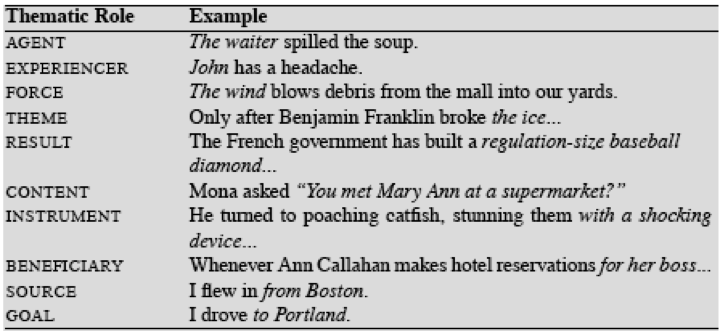 Thematic Role Example
AGENT The waiter spilled the soup.
EXPERIENCER John has a headache.
FORCE The wind blows debris from the mall into our yards.
THEME Only after Benjamin Franklin broke the ice...
RESULT The French government has built a regulation-size baseball
diamond...
CONTENT Mona asked “You met Mary Ann at a supermarket?”
INSTRUMENT He turned to poaching catfish, stunning them with a shocking
device...
BENEFICIARY Whenever Ann Callahan makes hotel reservations for her boss...
SOURCE I flew in from Boston.
GOAL I drove to Portland.